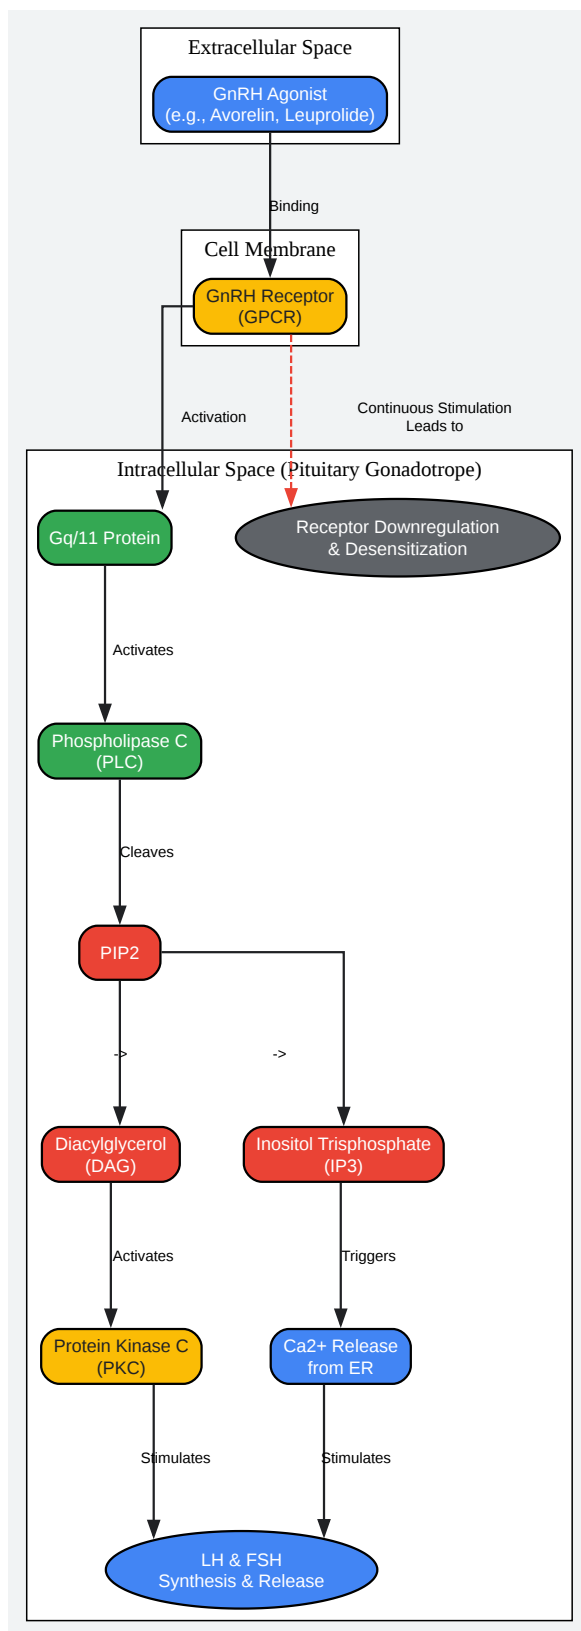 Extracellular Space
GnRH Agonist
(e.g., Avorelin, Leuprolide)
Binding
Cell Membrane
GnRH Receptor
(GPCR)
Activation
Continuous Stimulation
Leads to
Intracellular Space (Pituitary Gonadotrope)
Gq/11 Protein
Receptor Downregulation
& Desensitization
Activates
Phospholipase C
(PLC)
Cleaves
PIP2
->
->
Diacylglycerol
(DAG)
Inositol Trisphosphate
(IP3)
Activates
Triggers
Protein Kinase C
(PKC)
Ca2+ Release
from ER
Stimulates
Stimulates
LH & FSH
Synthesis & Release